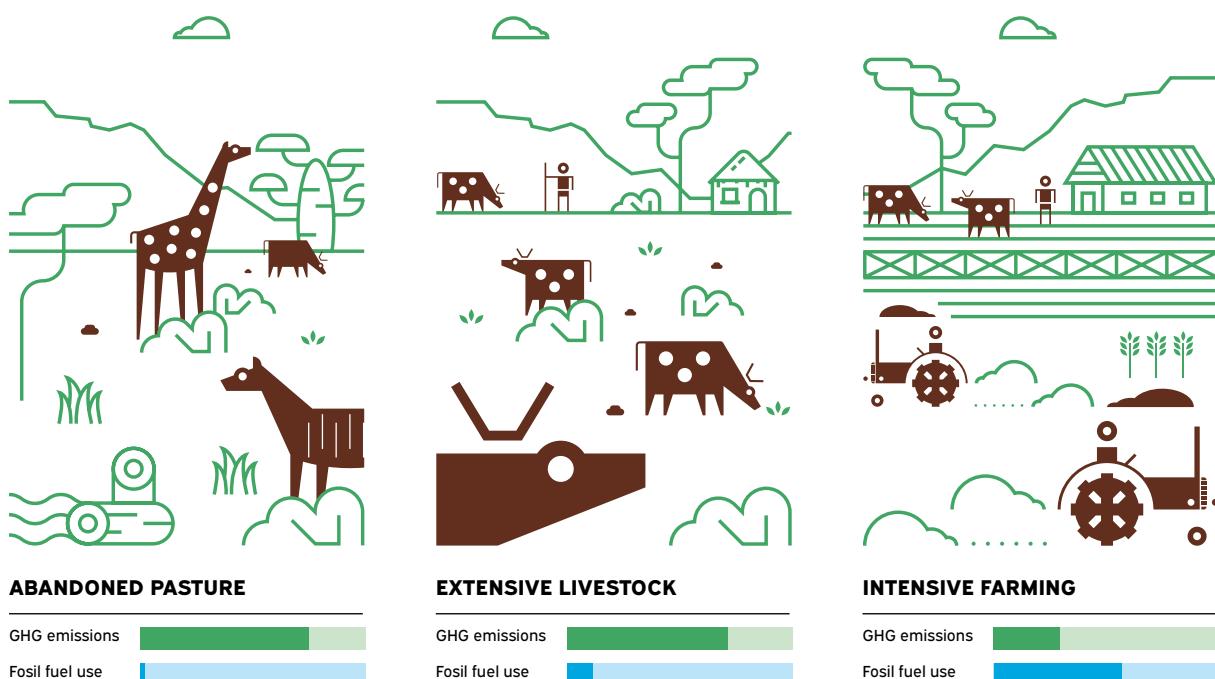 ABANDONED PASTURE
GHG emissions
Fosil fuel use
EXTENSIVE LIVESTOCK
GHG emissions
Fosil fuel use
INTENSIVE FARMING
GHG emissions
Fosil fuel use